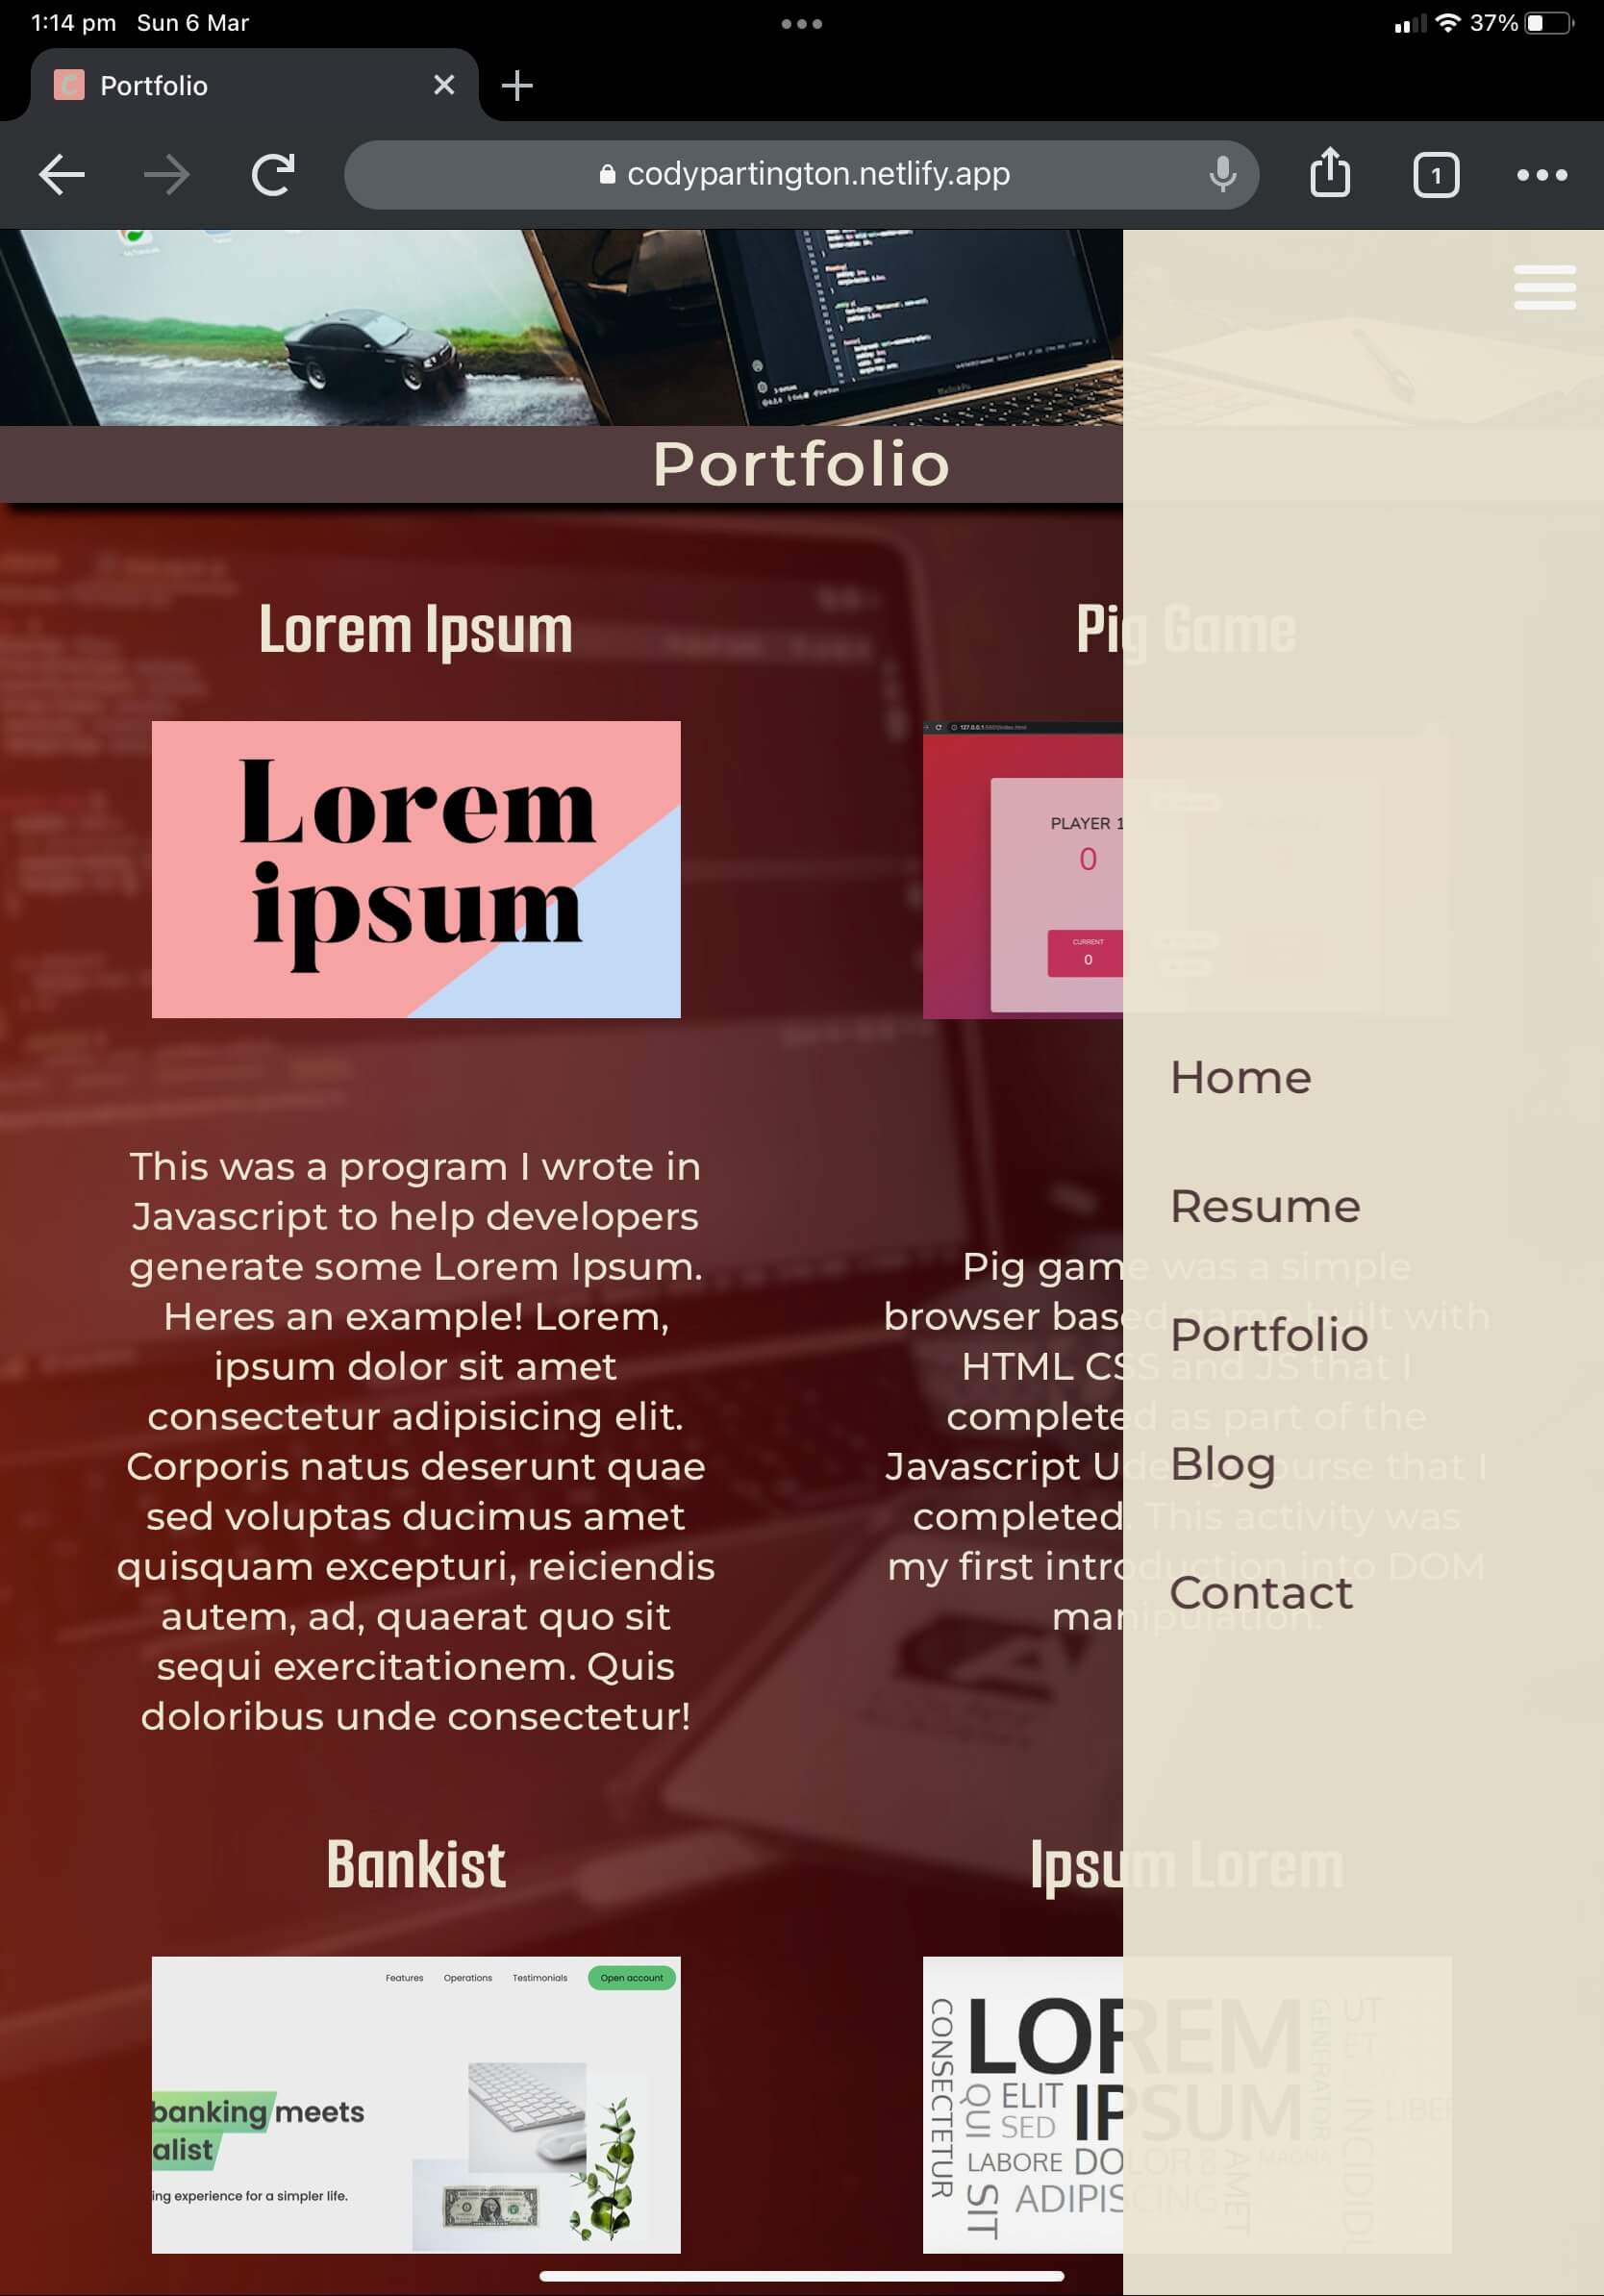 1:14 pm Sun 6 Mar
37%
Portfolio
codypartington.netlify.app
1
Portfolio
Lorem Ipsum
Pig Game
Lorem
ipsum
127.0.0.1
PLAYER 1
0
CURRENT
0
Home
Resume
Portfolio
Blog
Contact
This was a program I wrote in
Javascript to help developers
generate some Lorem Ipsum.
Heres an example! Lorem,
ipsum dolor sit amet
consectetur adipisicing elit.
Corporis natus deserunt quae
sed voluptas ducimus amet
quisquam excepturi, reiciendis
autem, ad, quaerat quo sit
sequi exercitationem. Quis
doloribus unde consectetur!
Pig game was a simple
browser based game built with
HTML CSS and JS that I
completed as part of the
Javascript Udemy course that I
completed. This activity was
my first introduction into DOM
manipulation.
Bankist
Ipsum Lorem
Features Operations Testimonials Open account
banking meets
alist
ing experience for a simpler life.
CONSECTETUR
LOREM
QUI
ELIT
SED
IPSUM
LABORE
SIT
ADIPIS
AMET